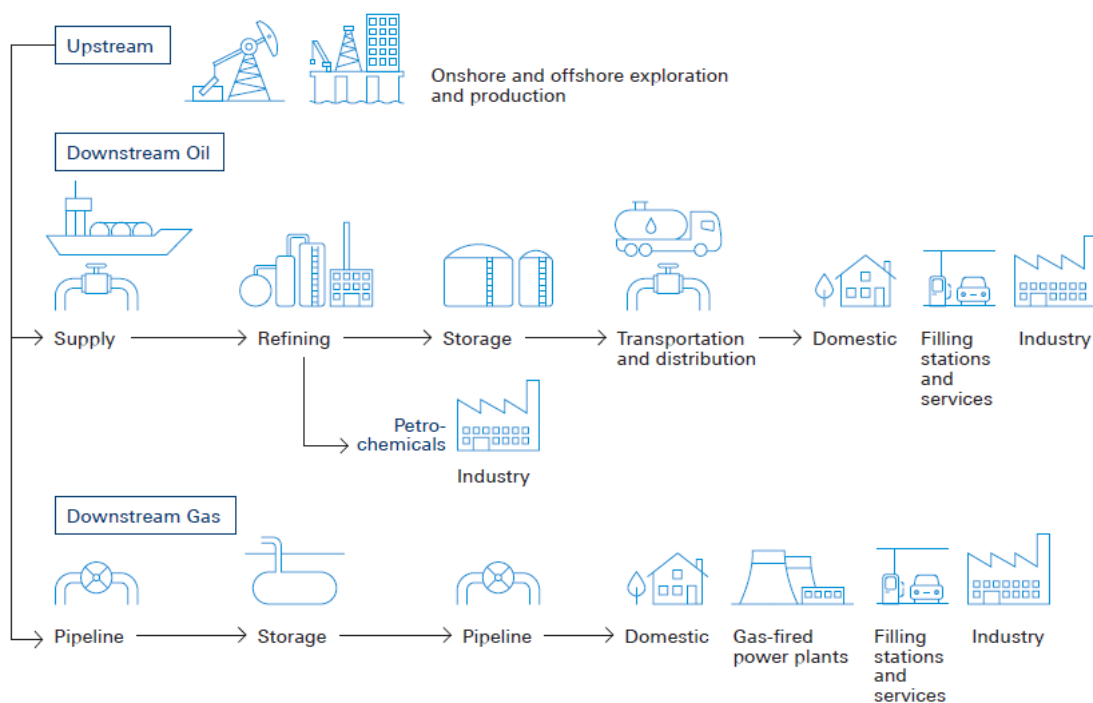 Upstream
Onshore and offshore exploration
and production
Downstream Oil
Supply
Refining
Storage
Transportation
and distribution
Domestic
Filling
stations
and
services
Industry
Petro-
chemicals
Industry
Downstream Gas
Pipeline
Storage
Pipeline
Domestic
Gas-fired
power plants
Filling
stations
and
services
Industry